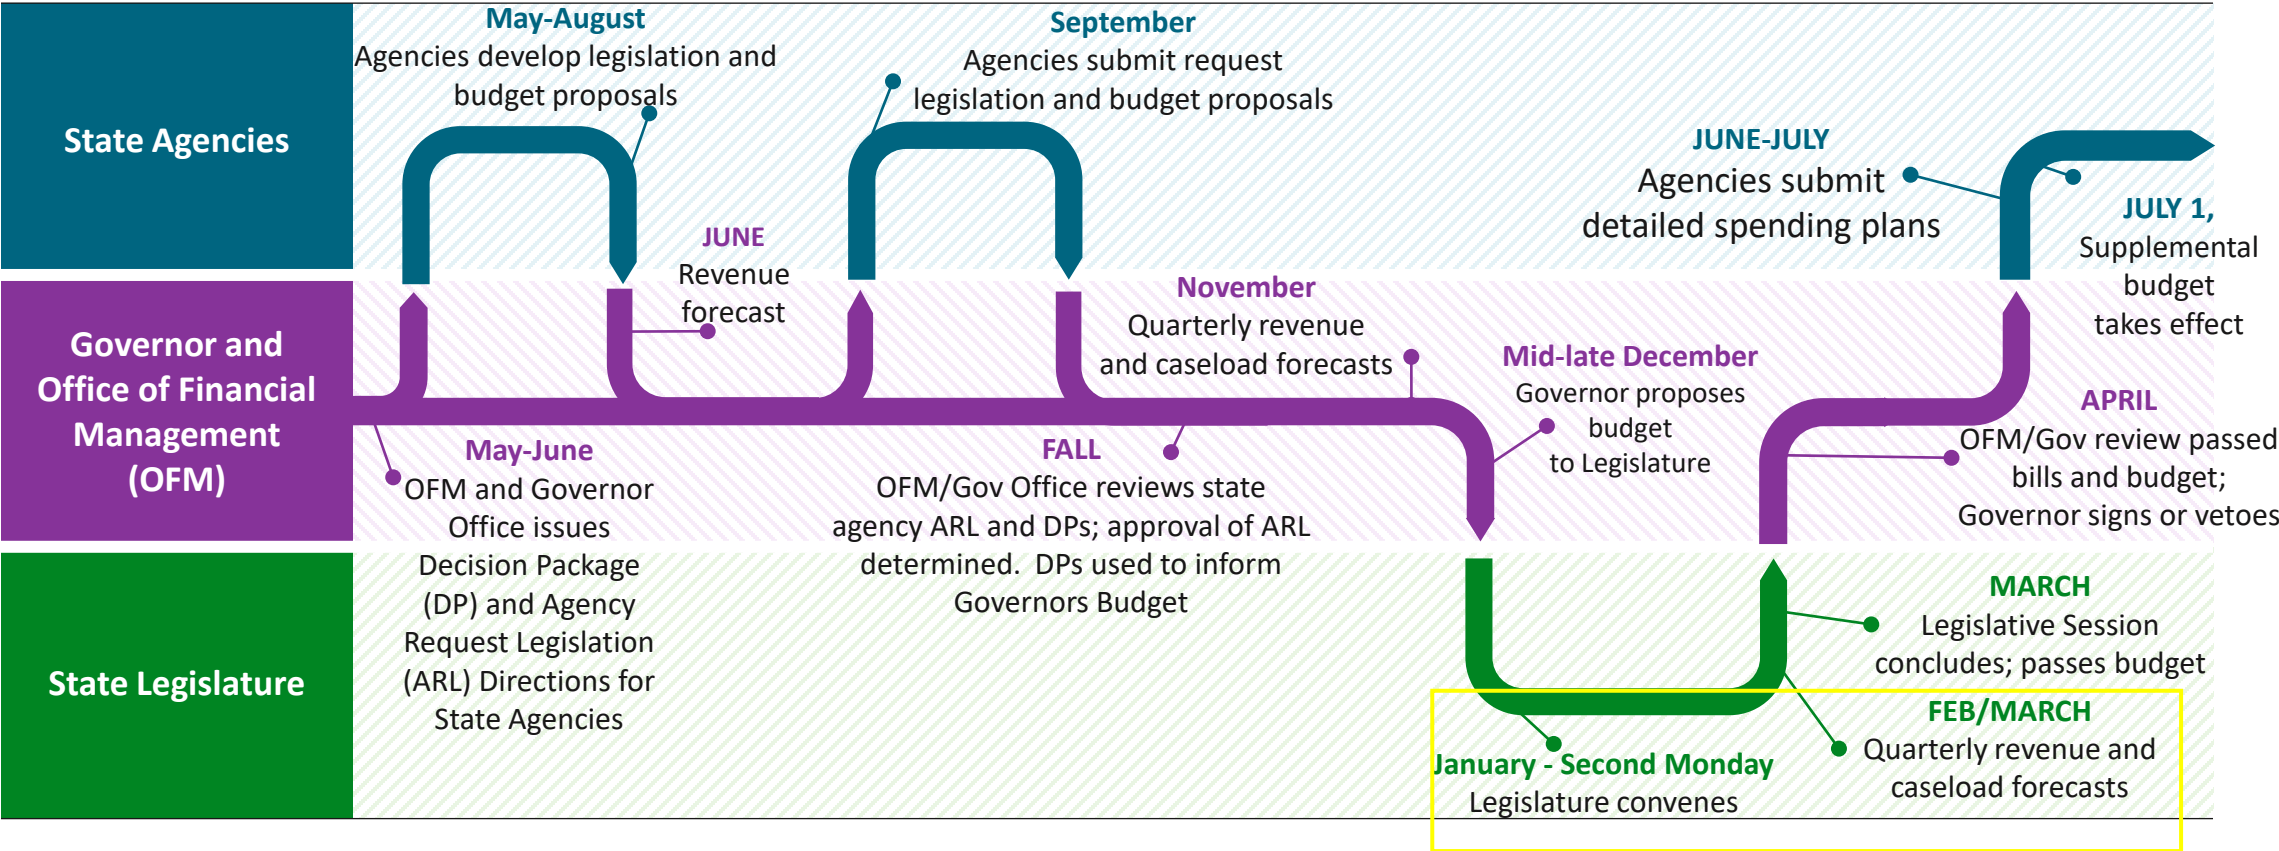 State Agencies
May-August
Agencies develop legislation and
budget proposals
September
Agencies submit request
legislation and budget proposals
JUNE-JULY
Agencies submit
detailed spending plans
JULY 1,
Supplemental
budget
takes effect
Governor and
Office of Financial
Management
(OFM)
JUNE
Revenue
forecast
November
Quarterly revenue
and caseload forecasts
Mid-late December
Governor proposes
budget
to Legislature
APRIL
OFM/Gov review passed
bills and budget;
Governor signs or vetoes
May-June
OFM and Governor
Office issues
Decision Package
(DP) and Agency
Request Legislation
(ARL) Directions for
State Agencies
FALL
OFM/Gov Office reviews state
agency ARL and DPs; approval of ARL
determined.  DPs used to inform
Governors Budget
State Legislature
January - Second Monday
Legislature convenes
MARCH
Legislative Session
concludes; passes budget
FEB/MARCH
Quarterly revenue and
caseload forecasts